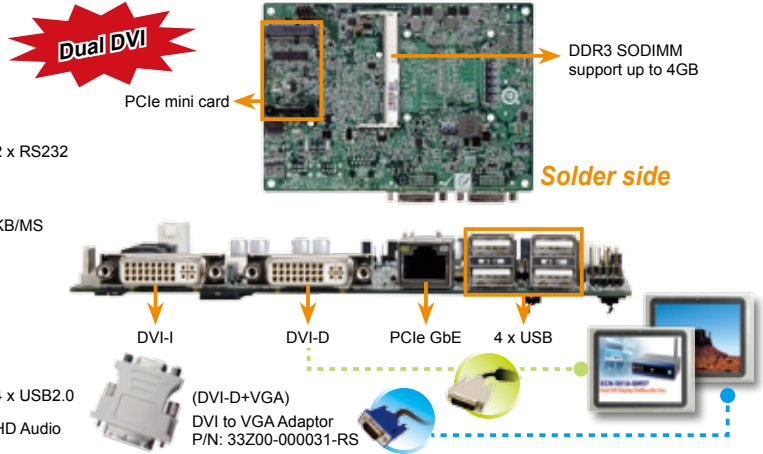 Dual DVI
DDR3 SODIMM
support up to 4GB
PCIe mini card
2 x RS232
Solder side
KB/MS
DVI-I
DVI-D
PCIe GbE
4 x USB
4 x USB2.0
HD Audio
(DVI-D+VGA)
DVI to VGA Adaptor
P/N: 33Z00-000031-RS